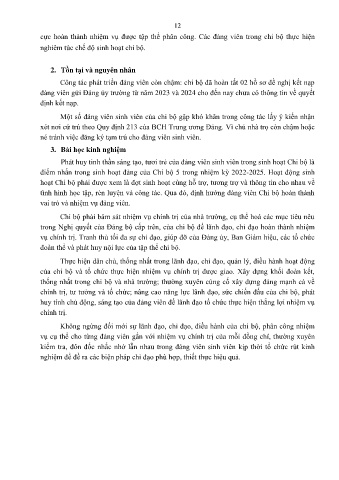 12
cực hoàn thành nhiệm vụ được tập thể phân công. Các đảng viên trong chi bộ thực hiện
nghiêm túc chế độ sinh hoạt chi bộ.
2. Tồn tại và nguyên nhân
Công tác phát triển đảng viên còn chậm: chi bộ đã hoàn tất 02 hồ sơ đề nghị kết nạp
đảng viên gửi Đảng ủy trường từ năm 2023 và 2024 cho đến nay chưa có thông tin về quyết
định kết nạp.
Một số đảng viên sinh viên của chi bộ gặp khó khăn trong công tác lấy ý kiến nhận
xét nơi cư trú theo Quy định 213 của BCH Trung ương Đảng. Vì chủ nhà trọ còn chậm hoặc
né tránh việc đăng ký tạm trú cho đảng viên sinh viên.
3. Bài học kinh nghiệm
Phát huy tinh thần sáng tạo, tươi trẻ của đảng viên sinh viên trong sinh hoạt Chi bộ là
điểm nhấn trong sinh hoạt đảng của Chi bộ 5 trong nhiệm kỳ 2022-2025. Hoạt động sinh
hoạt Chi bộ phải được xem là đợt sinh hoạt cùng hỗ trợ, tương trợ và thông tin cho nhau về
tình hình học tập, rèn luyện và công tác. Qua đó, định hướng đảng viên Chi bộ hoàn thành
vai trò và nhiệm vụ đảng viên.
Chi bộ phải bám sát nhiệm vụ chính trị của nhà trường, cụ thể hoá các mục tiêu nêu
trong Nghị quyết của Đảng bộ cấp trên, của chi bộ để lãnh đạo, chỉ đạo hoàn thành nhiệm
vụ chính trị. Tranh thủ tối đa sự chỉ đạo, giúp đỡ của Đảng ủy, Ban Giám hiệu, các tổ chức
đoàn thể và phát huy nội lực của tập thể chi bộ.
Thực hiện dân chủ, thống nhất trong lãnh đạo, chỉ đạo, quản lý, điều hành hoạt động
của chi bộ và tổ chức thực hiện nhiệm vụ chính trị được giao. Xây dựng khối đoàn kết,
thống nhất trong chi bộ và nhà trường; thường xuyên củng cố xây dựng đảng mạnh cả về
chính trị, tư tưởng và tổ chức; nâng cao năng lực lãnh đạo, sức chiến đấu của chi bộ, phát
huy tính chủ động, sáng tạo của đảng viên để lãnh đạo tổ chức thực hiện thắng lợi nhiệm vụ
chính trị.
Không ngừng đổi mới sự lãnh đạo, chỉ đạo, điều hành của chi bộ, phân công nhiệm
vụ cụ thể cho từng đảng viên gắn với nhiệm vụ chính trị của mỗi đồng chí, thường xuyên
kiểm tra, đôn đốc nhắc nhở lẫn nhau trong đảng viên sinh viên kịp thời tổ chức rút kinh
nghiệm để đề ra các biện pháp chỉ đạo phù hợp, thiết thực hiệu quả.